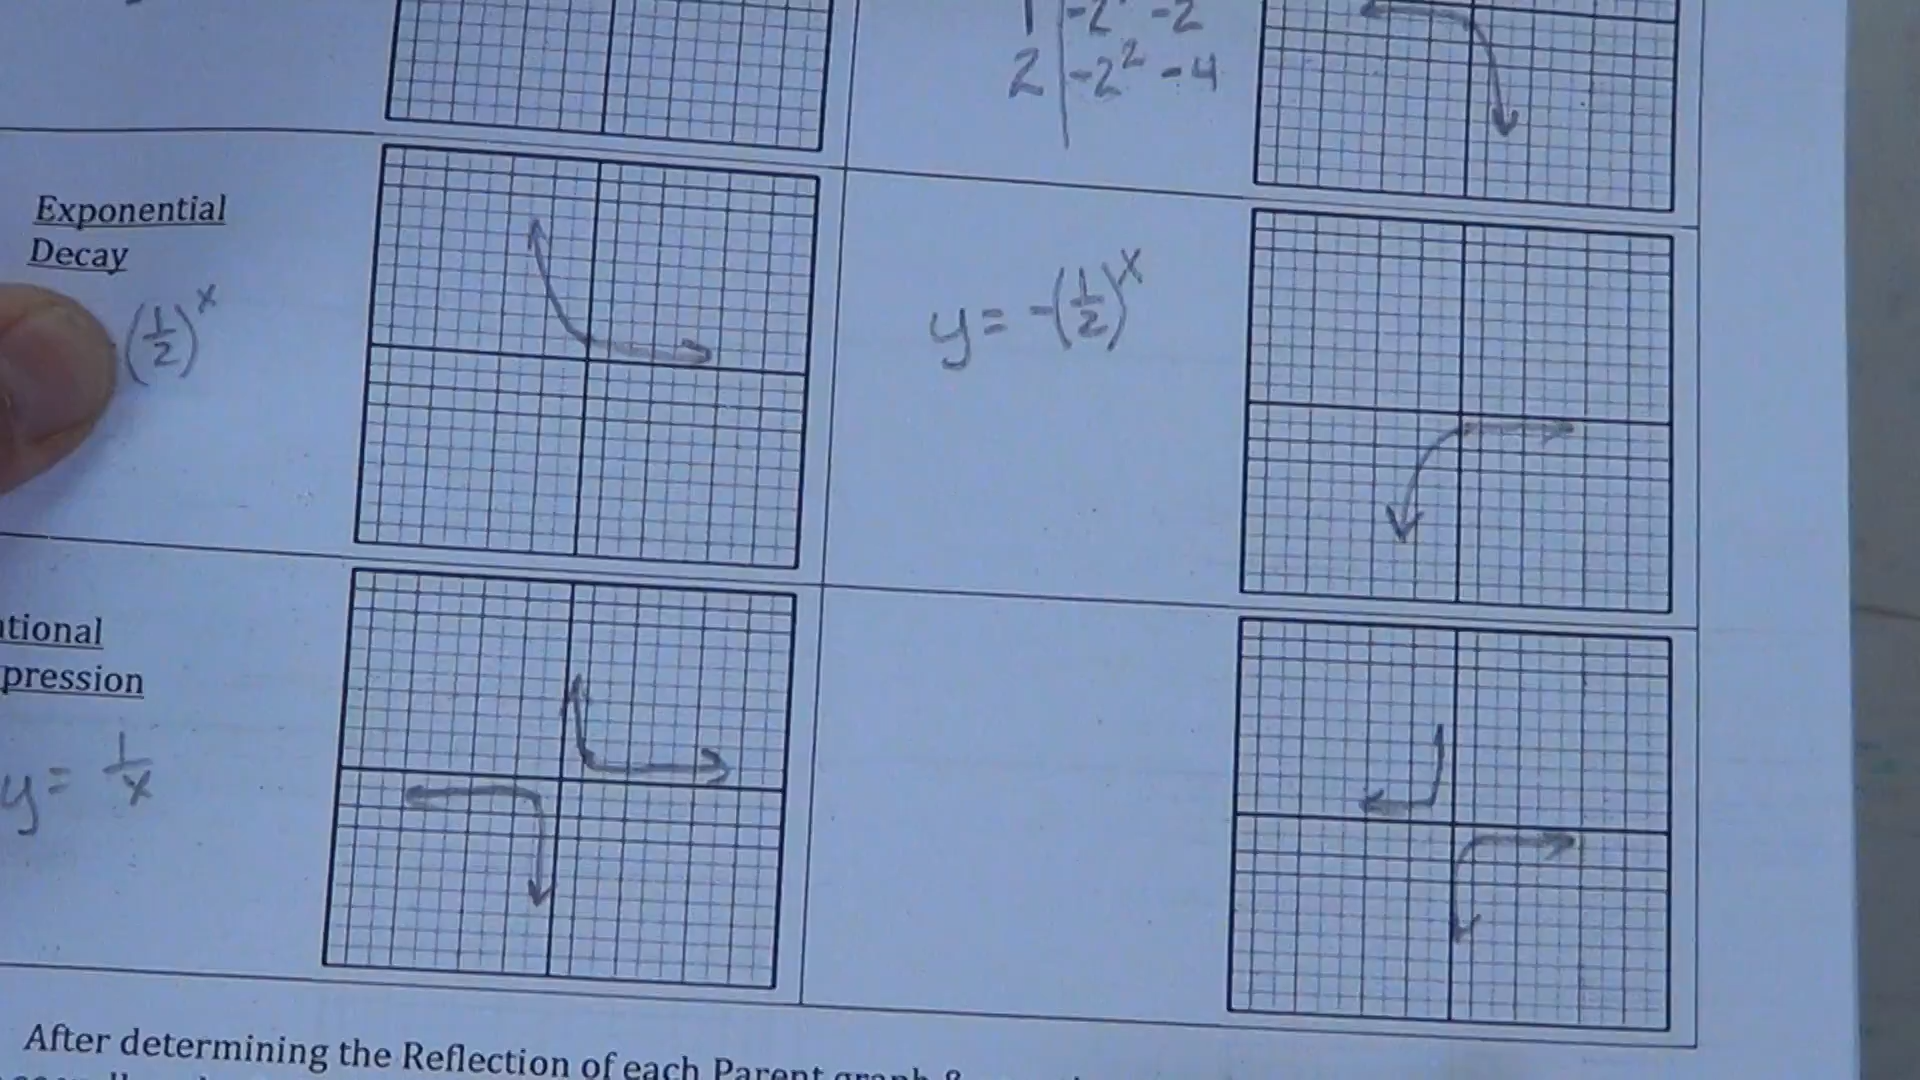 1 -2¹ -2
2 -2² -4
Exponential
Decay
(1/2)^x
y = -(1/2)^x
tional
pression
y = 1/x
After determining the Reflection of each Parent graph &